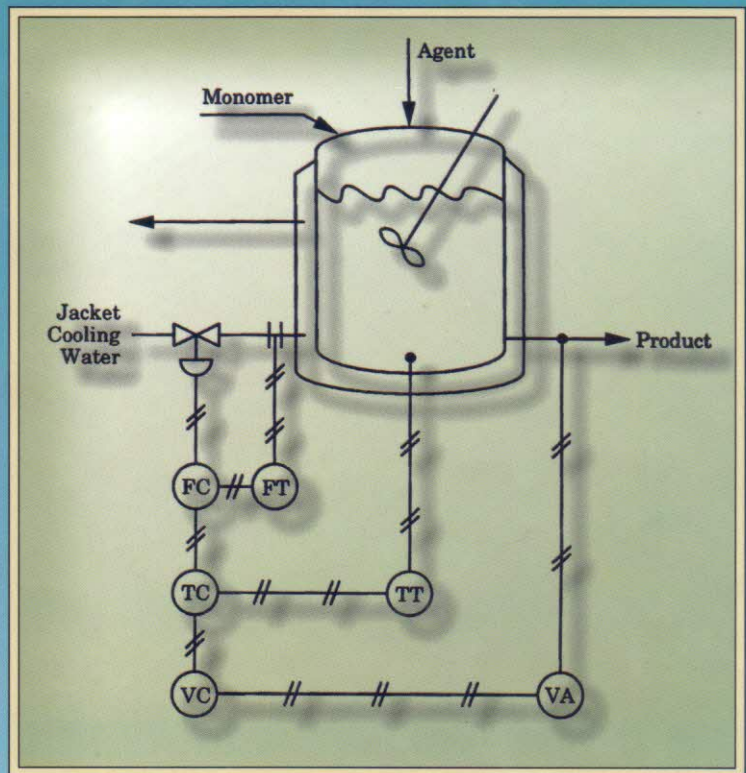 Agent
Monomer
Jacket
Cooling
Water
Product
FC
FT
TC
TT
VC
VA